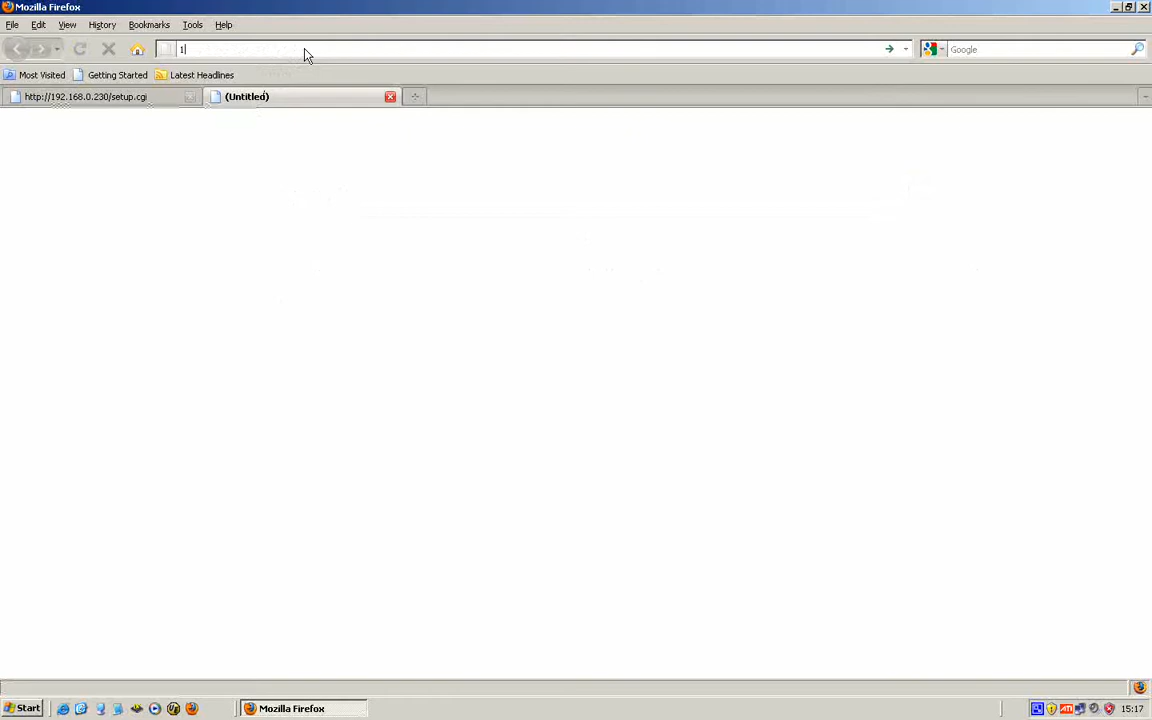 Mozilla Firefox
File Edit View History Bookmarks Tools Help
1 Google
Most Visited Getting Started Latest Headlines
http://192.168.0.230/setup.cgi (Untitled)
Start Mozilla Firefox 15:17